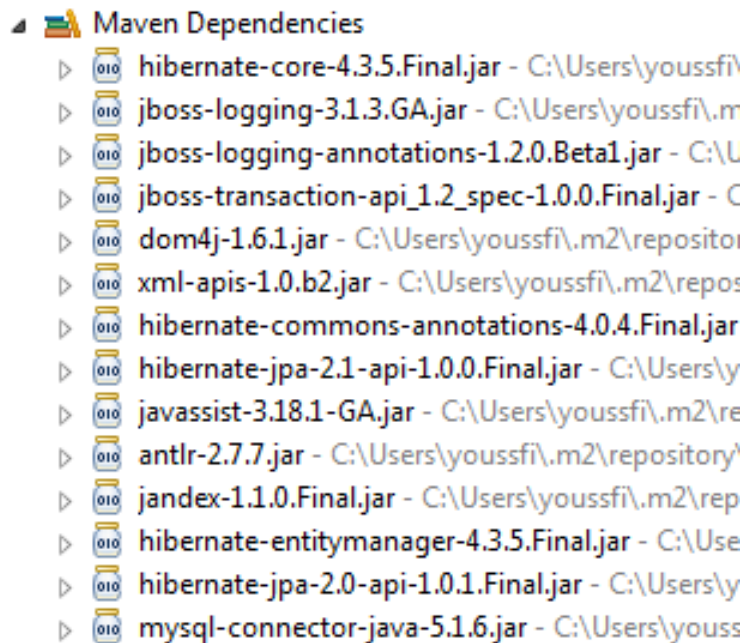 Maven Dependencies
hibernate-core-4.3.5.Final.jar - C:\Users\youssfi\
jboss-logging-3.1.3.GA.jar - C:\Users\youssfi\.m
jboss-logging-annotations-1.2.0.Beta1.jar - C:\U
jboss-transaction-api_1.2_spec-1.0.0.Final.jar - C
dom4j-1.6.1.jar - C:\Users\youssfi\.m2\repositor
xml-apis-1.0.b2.jar - C:\Users\youssfi\.m2\repos
hibernate-commons-annotations-4.0.4.Final.jar
hibernate-jpa-2.1-api-1.0.0.Final.jar - C:\Users\y
javassist-3.18.1-GA.jar - C:\Users\youssfi\.m2\re
antlr-2.7.7.jar - C:\Users\youssfi\.m2\repository\
jandex-1.1.0.Final.jar - C:\Users\youssfi\.m2\rep
hibernate-entitymanager-4.3.5.Final.jar - C:\Use
hibernate-jpa-2.0-api-1.0.1.Final.jar - C:\Users\y
mysql-connector-java-5.1.6.jar - C:\Users\youss